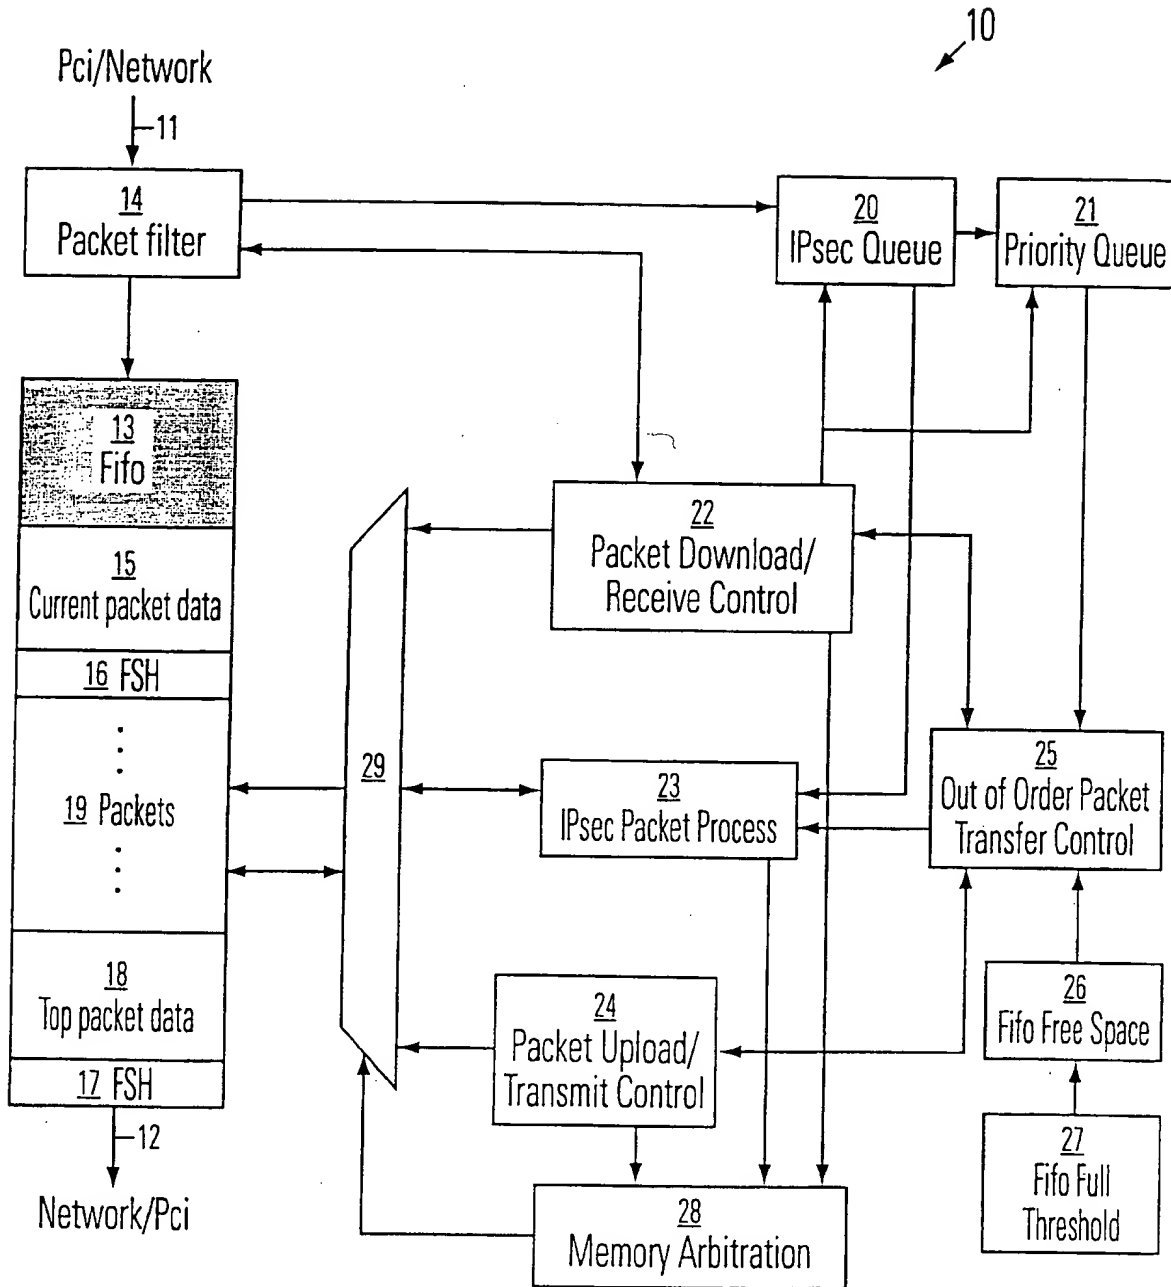 10
Pci/Network
11
14
Packet filter
20
IPsec Queue
21
Priority Queue
13
Fifo
15
Current packet data
16 FSH
19 Packets
18
Top packet data
17 FSH
12
Network/Pci
29
22
Packet Download/
Receive Control
23
IPsec Packet Process
24
Packet Upload/
Transmit Control
25
Out of Order Packet
Transfer Control
26
Fifo Free Space
27
Fifo Full
Threshold
28
Memory Arbitration